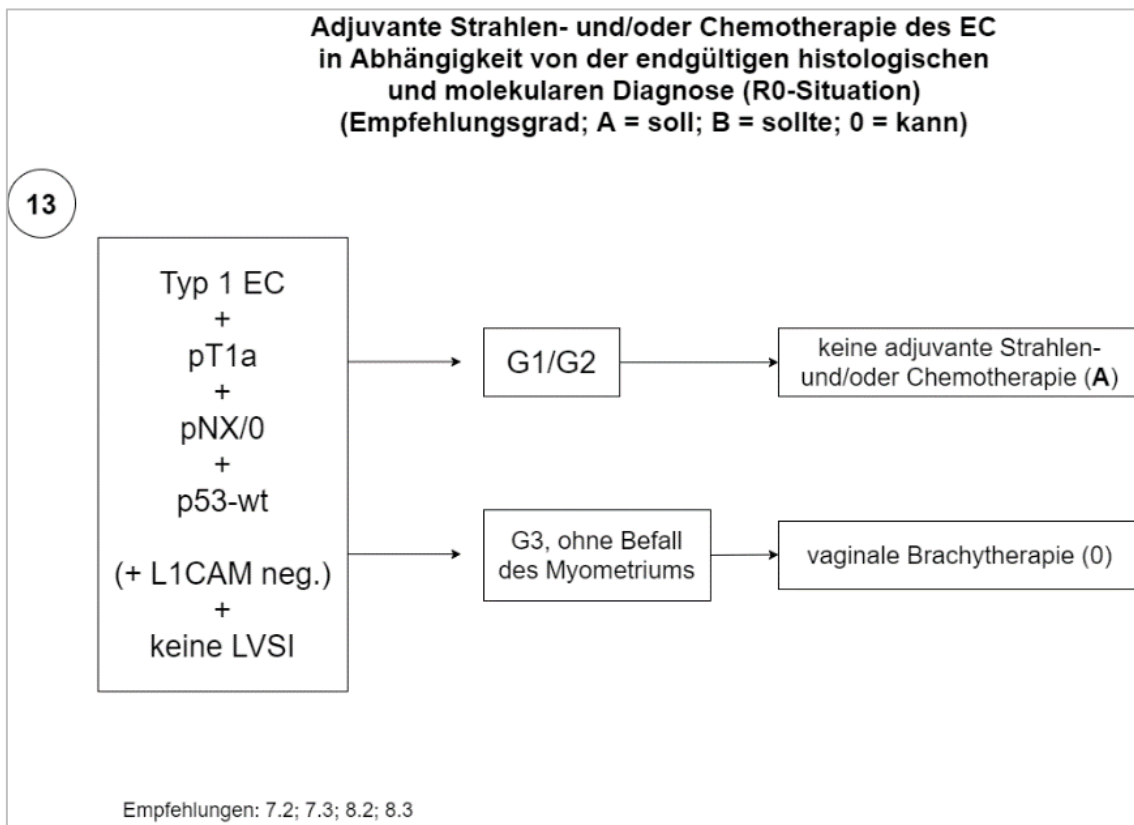 Adjuvante Strahlen- und/oder Chemotherapie des EC
in Abhängigkeit von der endgültigen histologischen
und molekularen Diagnose (R0-Situation)
(Empfehlungsgrad; A = soll; B = sollte; 0 = kann)
13
Typ 1 EC
+
pT1a
+
pNX/0
+
p53-wt
(+ L1CAM neg.)
+
keine LVSI
G1/G2
keine adjuvante Strahlen-
und/oder Chemotherapie (A)
G3, ohne Befall
des Myometriums
vaginale Brachytherapie (0)
Empfehlungen: 7.2; 7.3; 8.2; 8.3